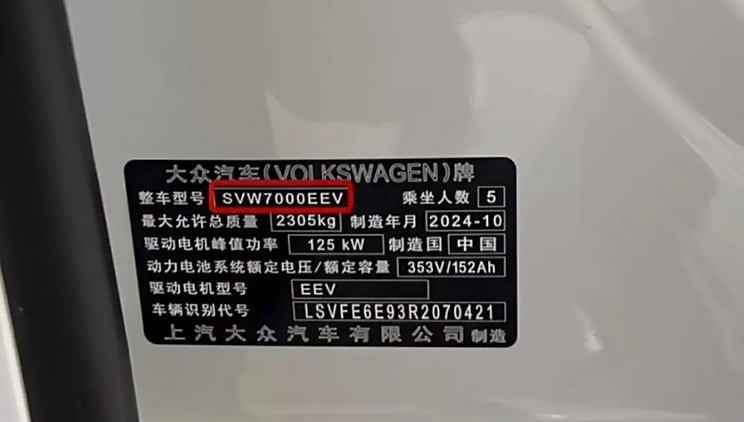 大众汽车(VOLKSWAGEN)牌
整车型号 SVW7000EEV 乘坐人数 5
最大允许总质量 2305kg 制造年月 2024-10
驱动电机峰值功率 125 kW 制造国 中国
动力电池系统额定电压/额定容量 353V/152Ah
驱动电机型号 EEV
车辆识别代号 LSVFE6E93R2070421
上汽大众汽车有限公司 制造